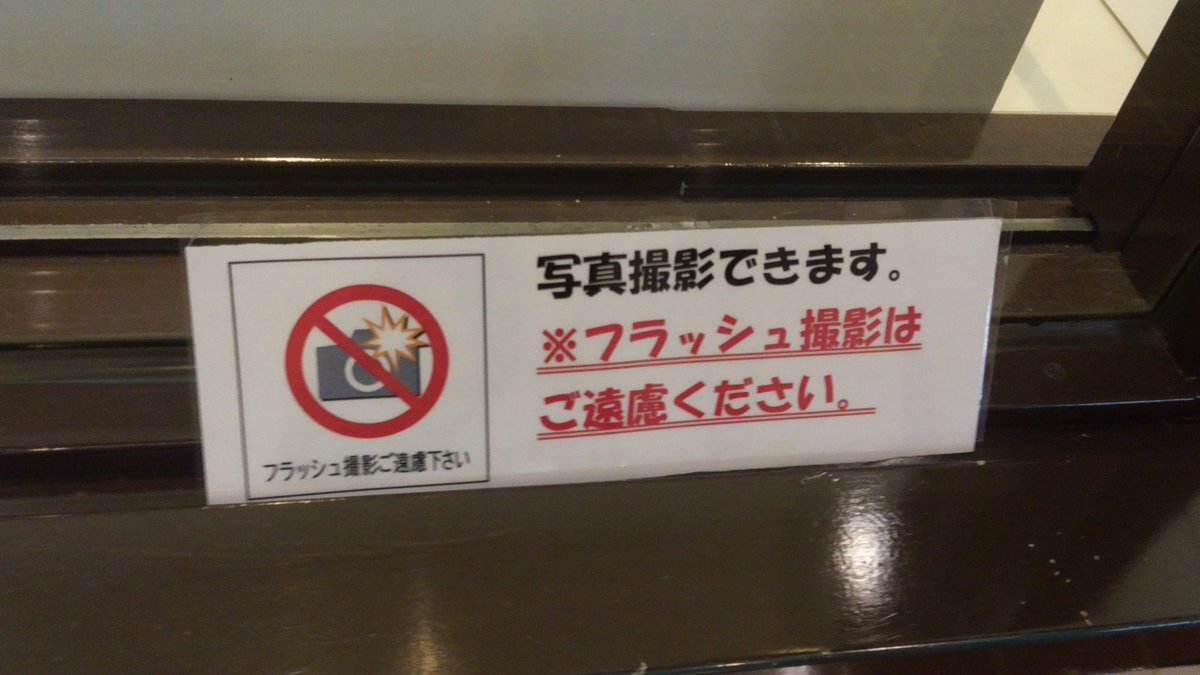 写真撮影できます。
※フラッシュ撮影は
ご遠慮ください。
フラッシュ撮影ご遠慮下さい